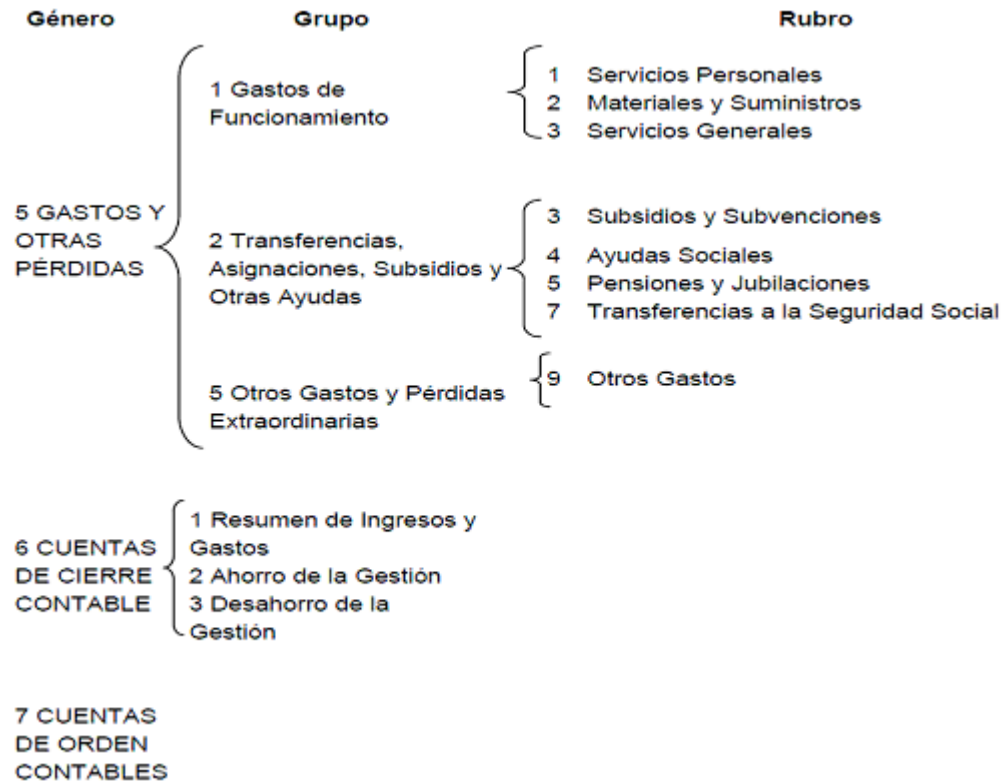 Género Grupo Rubro
1 Gastos de
Funcionamiento
1 Servicios Personales
2 Materiales y Suministros
3 Servicios Generales
5 GASTOS Y
OTRAS
PÉRDIDAS
2 Transferencias,
Asignaciones, Subsidios y
Otras Ayudas
3 Subsidios y Subvenciones
4 Ayudas Sociales
5 Pensiones y Jubilaciones
7 Transferencias a la Seguridad Social
5 Otros Gastos y Pérdidas
Extraordinarias
9 Otros Gastos
6 CUENTAS
DE CIERRE
CONTABLE
1 Resumen de Ingresos y
Gastos
2 Ahorro de la Gestión
3 Desahorro de la
Gestión
7 CUENTAS
DE ORDEN
CONTABLES